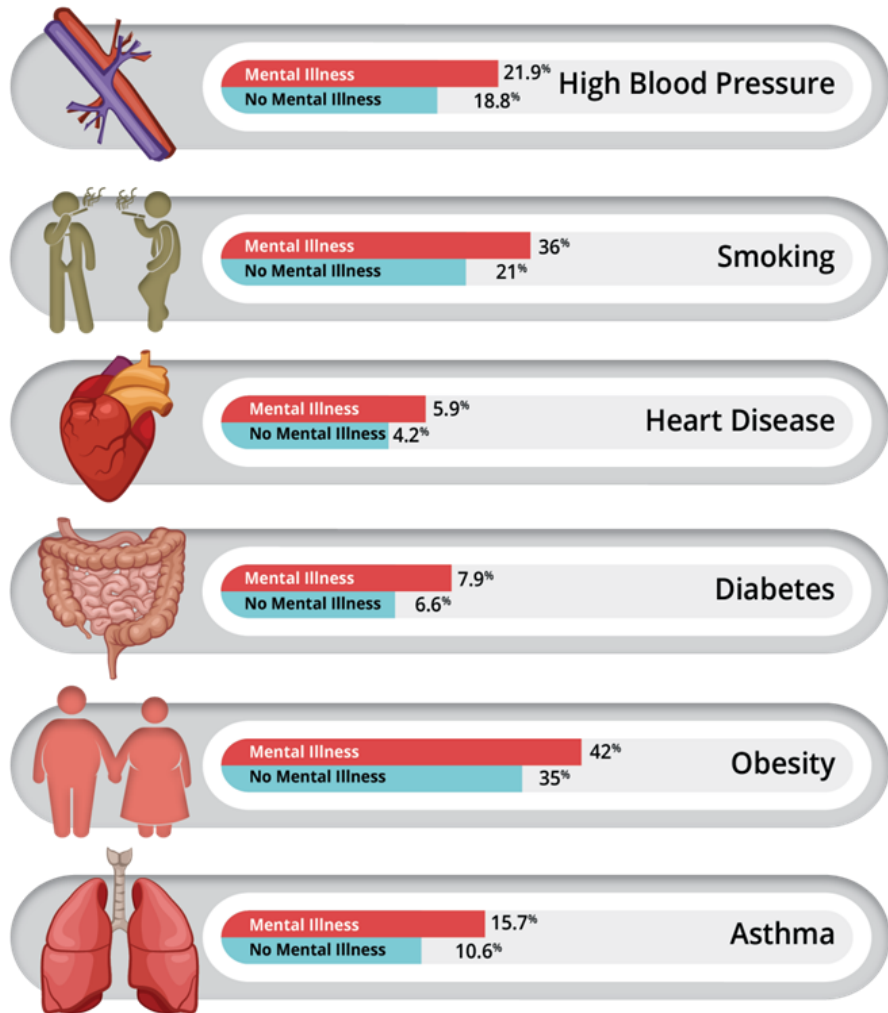 Mental Illness 21.9% High Blood Pressure
No Mental Illness 18.8%
Mental Illness 36% Smoking
No Mental Illness 21%
Mental Illness 5.9% Heart Disease
No Mental Illness 4.2%
Mental Illness 7.9% Diabetes
No Mental Illness 6.6%
Mental Illness 42% Obesity
No Mental Illness 35%
Mental Illness 15.7% Asthma
No Mental Illness 10.6%